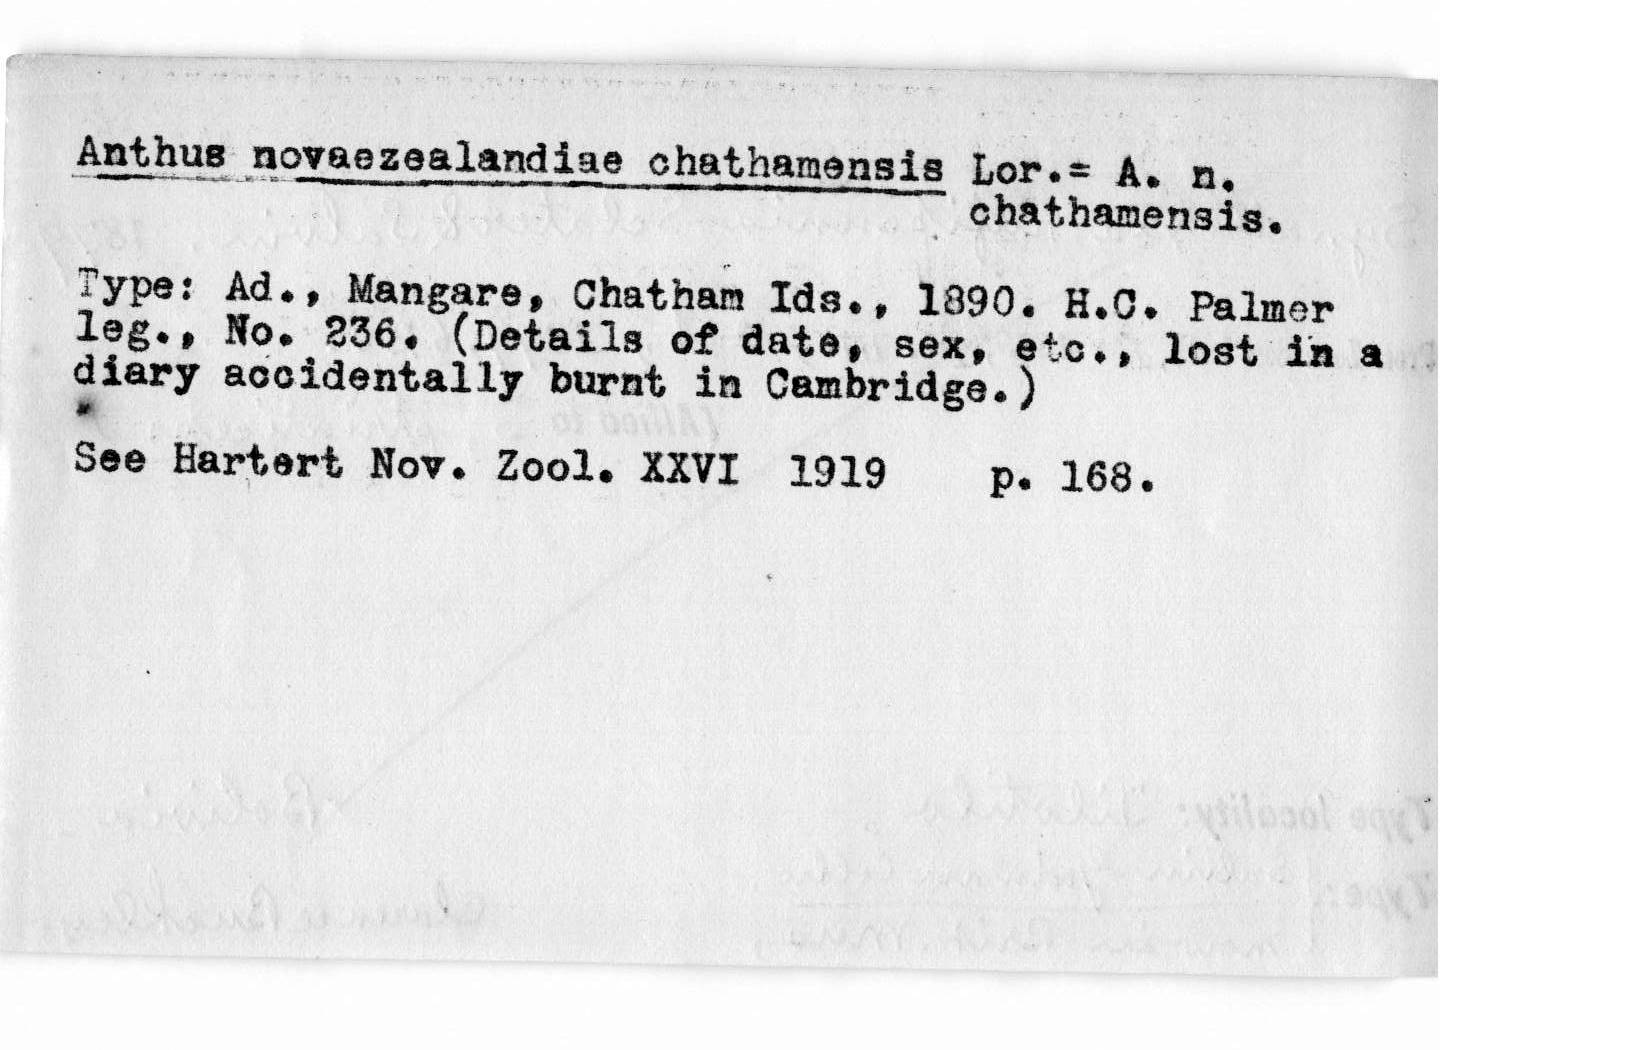 Anthus novaezealandiae chathamensis Lor.= A. n.
chathamensis.
Type: Ad., Mangare, Chatham Ids., 1890. H.C. Palmer
leg., No. 236. (Details of date, sex, etc., lost in a
diary accidentally burnt in Cambridge.)
See Hartert Nov. Zool. XXVI 1919 p. 168.